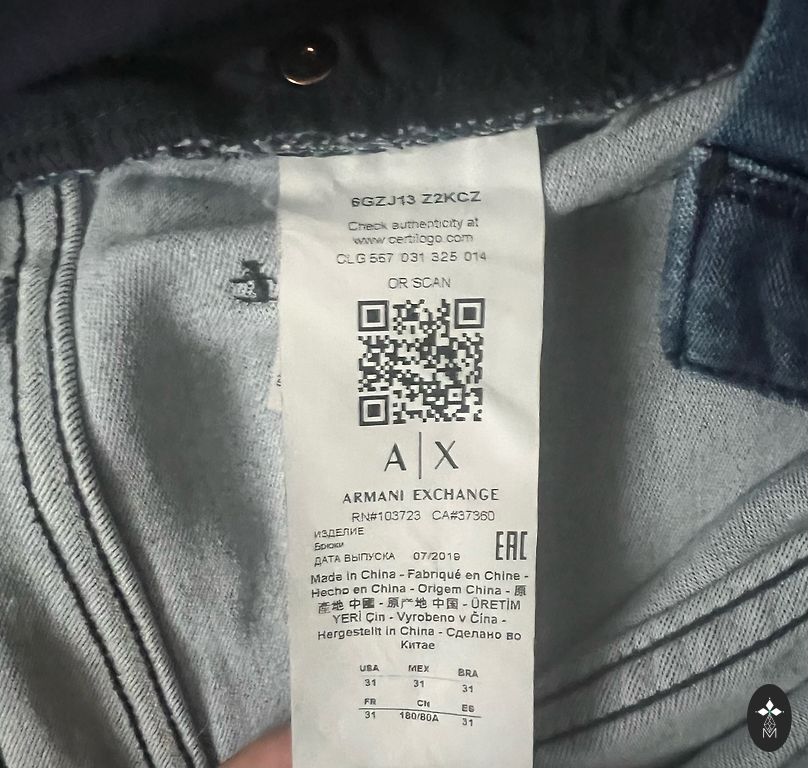 6GZJ13 Z2KCZ
Check authenticity at
www.certilogo.com
CLG 557 031 325 014
OR SCAN
A|X
ARMANI EXCHANGE
RN#103723 CA#37360
ИЗДЕЛИЕ
Брюки
ДАТА ВЫПУСКА 07/2019
EAC
Made in China - Fabriqué en Chine -
Hecho en China - Origem China - 原
產地 中國 - 原产地 中国 - ÜRETİM
YERİ Çin - Vyrobeno v Čína -
Hergestellt in China - Сделано во
Китае
USA MEX BRA
31 31 31
FR CN ES
31 180/80A 31
M